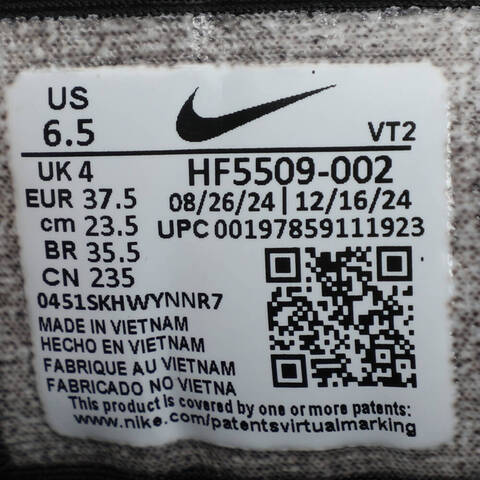 US
6.5
VT2
UK 4
HF5509-002
EUR 37.5
08/26/24 | 12/16/24
cm 23.5
UPC 00197859111923
BR 35.5
CN 235
0451SKHWYNNR7
MADE IN VIETNAM
HECHO EN VIETNAM
FABRIQUE AU VIETNAM
FABRICADO NO VIETNA
This product is covered by one or more patents
www.nike.com/patentsvirtualmarking